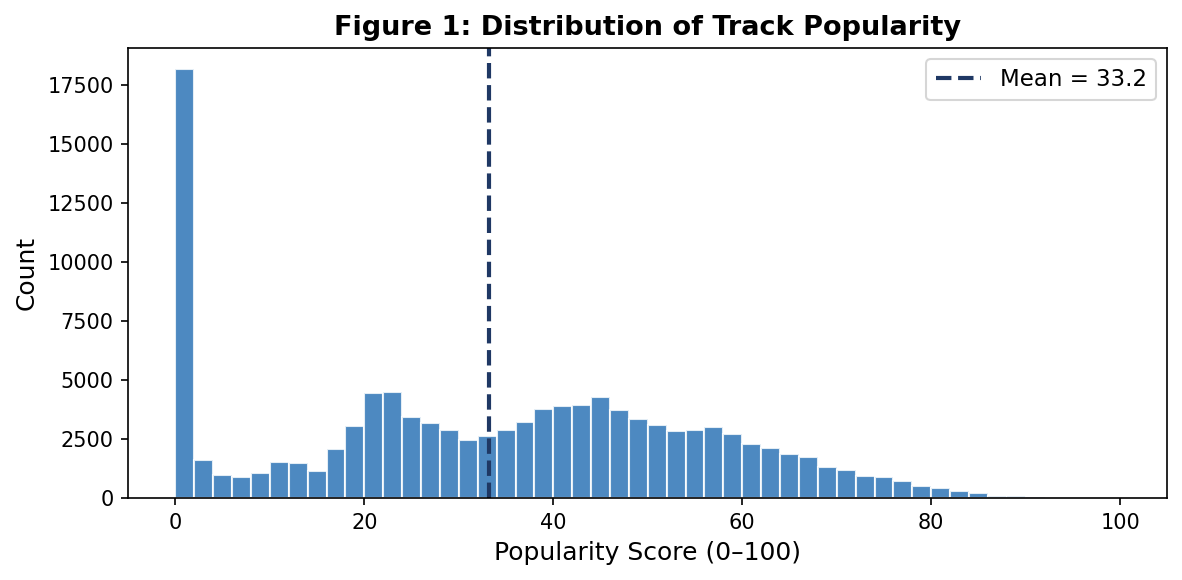 Figure 1: Distribution of Track Popularity
Mean = 33.2
Count
17500
15000
12500
10000
7500
5000
2500
0
0 20 40 60 80 100
Popularity Score (0–100)